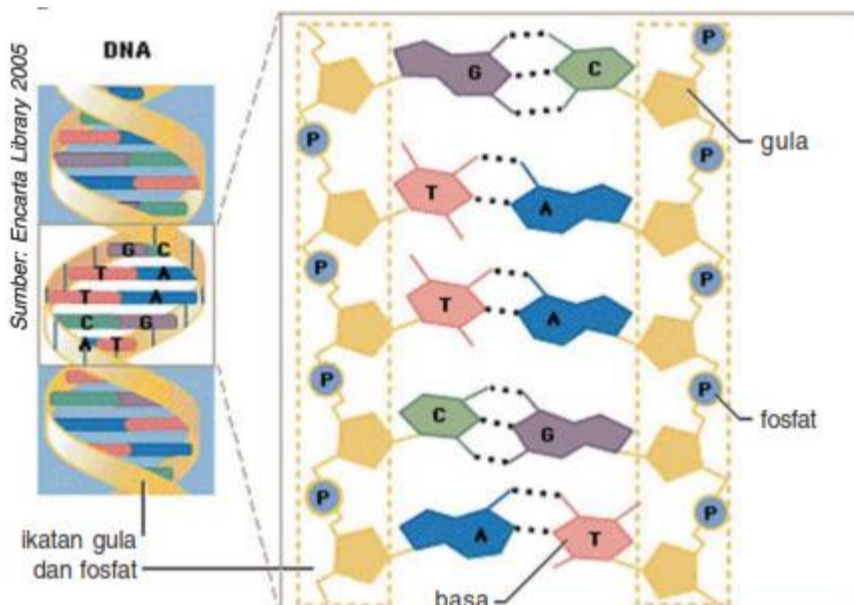 Sumber: Encarta Library 2005
DNA
G C
T A
T A
C G
A T
ikatan gula
dan fosfat
P
G C
gula
P P
T A
P P
T A
P P
fosfat
C G
P P
A T
basa